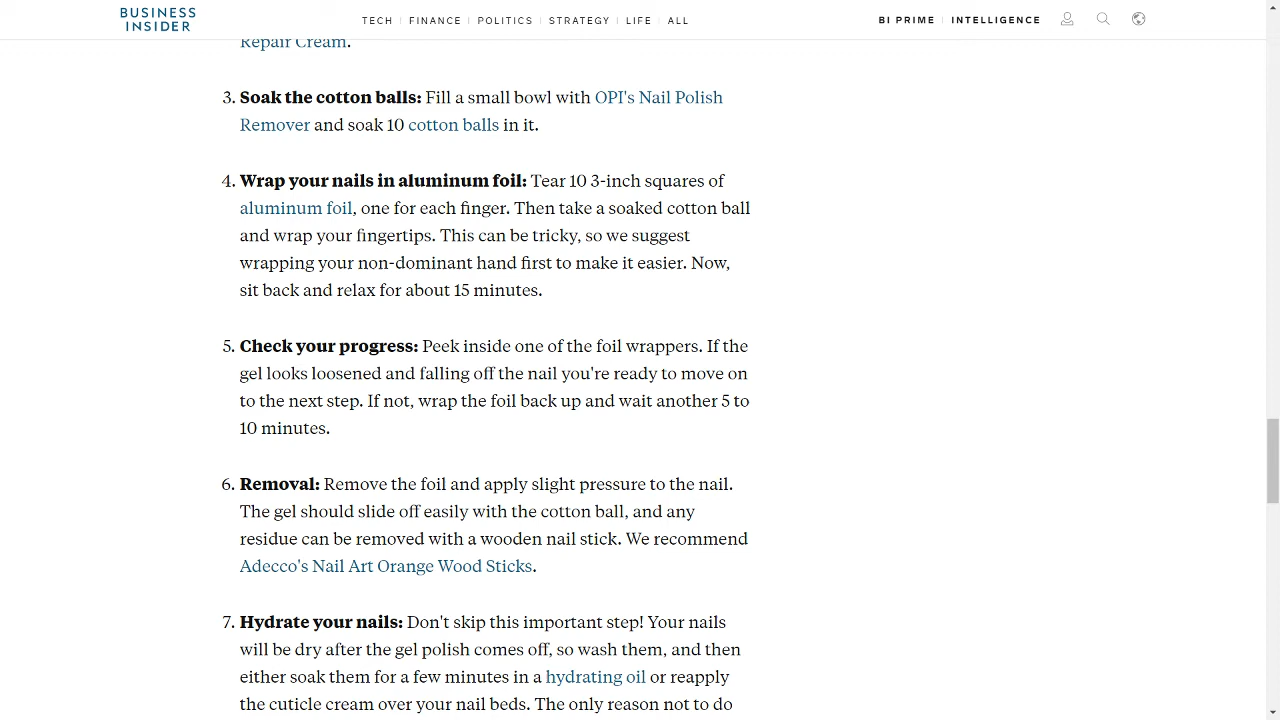 BUSINESS
INSIDER
TECH | FINANCE | POLITICS | STRATEGY | LIFE | ALL
BI PRIME | INTELLIGENCE
Repair Cream.
3. Soak the cotton balls: Fill a small bowl with OPI's Nail Polish
Remover and soak 10 cotton balls in it.
4. Wrap your nails in aluminum foil: Tear 10 3-inch squares of
aluminum foil, one for each finger. Then take a soaked cotton ball
and wrap your fingertips. This can be tricky, so we suggest
wrapping your non-dominant hand first to make it easier. Now,
sit back and relax for about 15 minutes.
5. Check your progress: Peek inside one of the foil wrappers. If the
gel looks loosened and falling off the nail you're ready to move on
to the next step. If not, wrap the foil back up and wait another 5 to
10 minutes.
6. Removal: Remove the foil and apply slight pressure to the nail.
The gel should slide off easily with the cotton ball, and any
residue can be removed with a wooden nail stick. We recommend
Adecco's Nail Art Orange Wood Sticks.
7. Hydrate your nails: Don't skip this important step! Your nails
will be dry after the gel polish comes off, so wash them, and then
either soak them for a few minutes in a hydrating oil or reapply
the cuticle cream over your nail beds. The only reason not to do